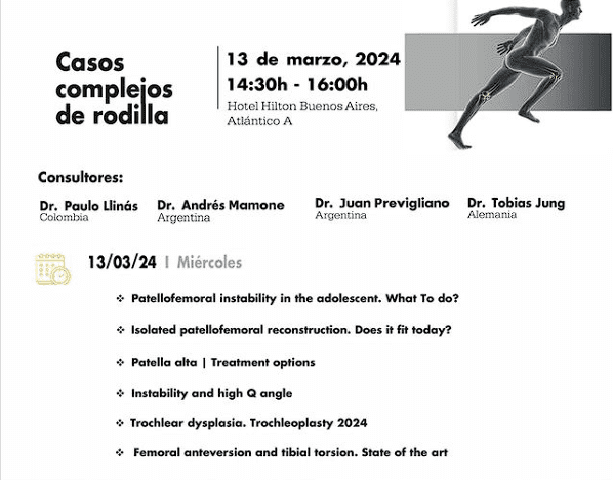 Casos
complejos
de rodilla
13 de marzo, 2024
14:30h - 16:00h
Hotel Hilton Buenos Aires,
Atlántico A
Consultores:
Dr. Paulo Llinás
Colombia
Dr. Andrés Mamone
Argentina
Dr. Juan Previgliano
Argentina
Dr. Tobias Jung
Alemania
13/03/24 | Miércoles
❖ Patellofemoral instability in the adolescent. What To do?
❖ Isolated patellofemoral reconstruction. Does it fit today?
❖ Patella alta | Treatment options
❖ Instability and high Q angle
❖ Trochlear dysplasia. Trochleoplasty 2024
❖ Femoral anteversion and tibial torsion. State of the art